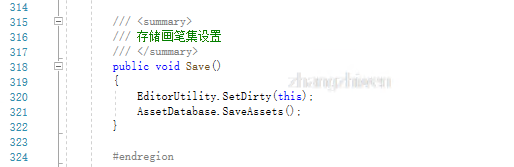 314
315 /// <summary>
316 /// 存储画笔集设置
317 /// </summary>
318 public void Save()
319 {
320 EditorUtility.SetDirty(this);
321 AssetDatabase.SaveAssets();
322 }
323
324 #endregion
zhangzhiwen